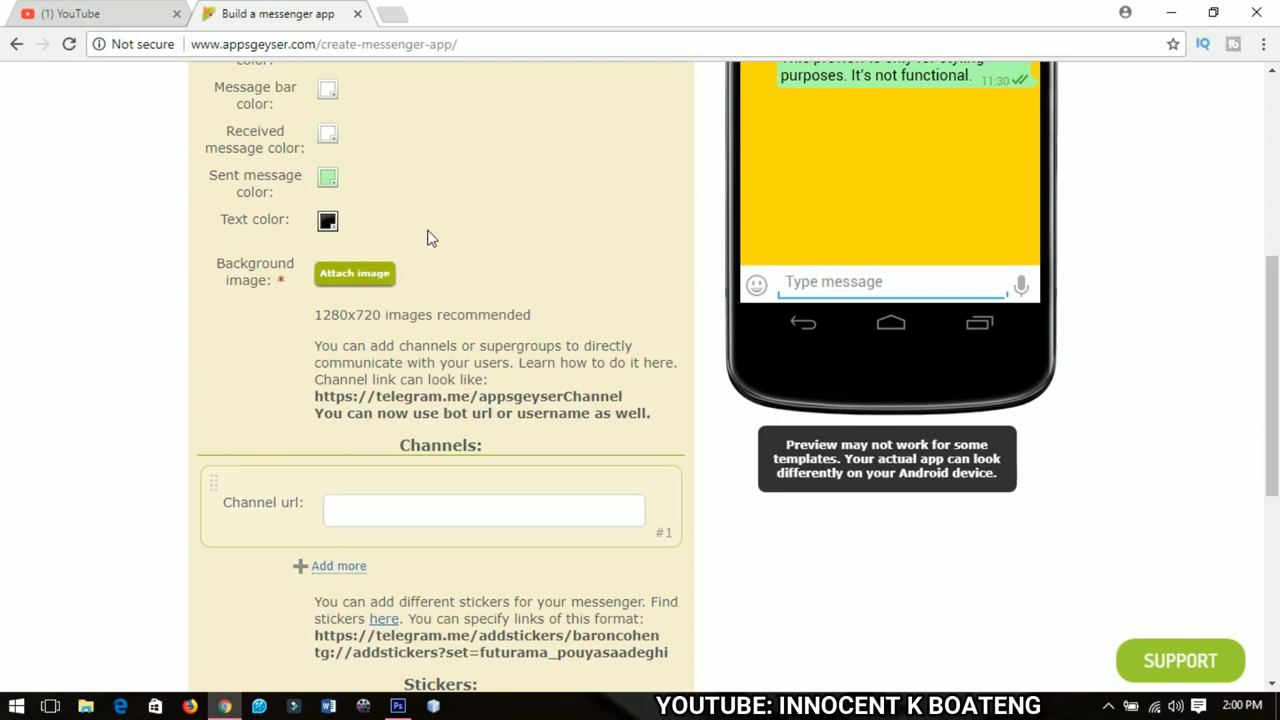 (1) YouTube
Build a messenger app
Not secure
www.appsgeyser.com/create-messenger-app/
color:
Message bar
color:
Received
message color:
Sent message
color:
Text color:
Background
image: *
Attach image
1280x720 images recommended
You can add channels or supergroups to directly
communicate with your users. Learn how to do it here.
Channel link can look like:
https://telegram.me/appsgeyserChannel
You can now use bot url or username as well.
Channels:
Channel url:
#1
Add more
You can add different stickers for your messenger. Find
stickers here. You can specify links of this format:
https://telegram.me/addstickers/baroncohen
tg://addstickers?set=futurama_pouyasaadeghi
Stickers:
This preview is only for styling
purposes. It's not functional.
11:30
Type message
Preview may not work for some
templates. Your actual app can look
differently on your Android device.
SUPPORT
YOUTUBE: INNOCENT K BOATENG
2:00 PM